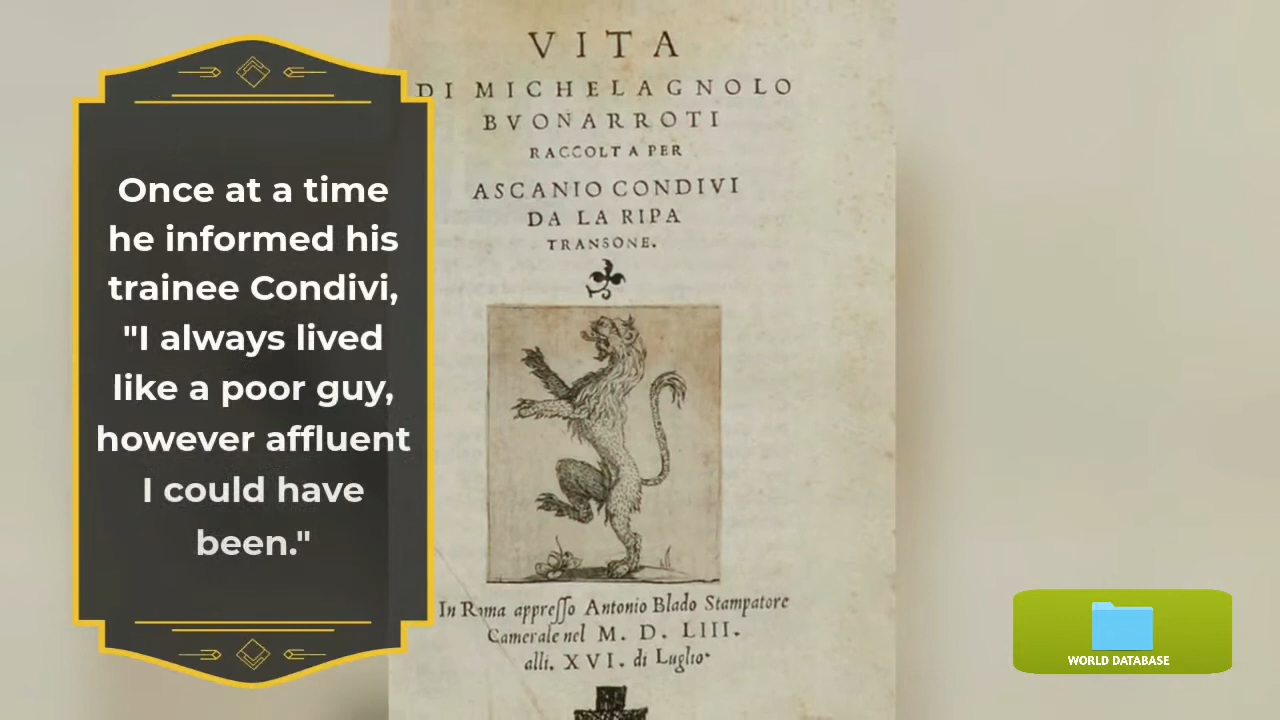 Once at a time
he informed his
trainee Condivi,
"I always lived
like a poor guy,
however affluent
I could have
been."
VITA
DI MICHELAGNOLO
BVONARROTI
RACCOLTA PER
ASCANIO CONDIVI
DA LA RIPA
TRANSONE.
In Roma appreſſo Antonio Blado Stampatore
Camerale nel M. D. LIII.
alli. XVI. di Luglio.
WORLD DATABASE